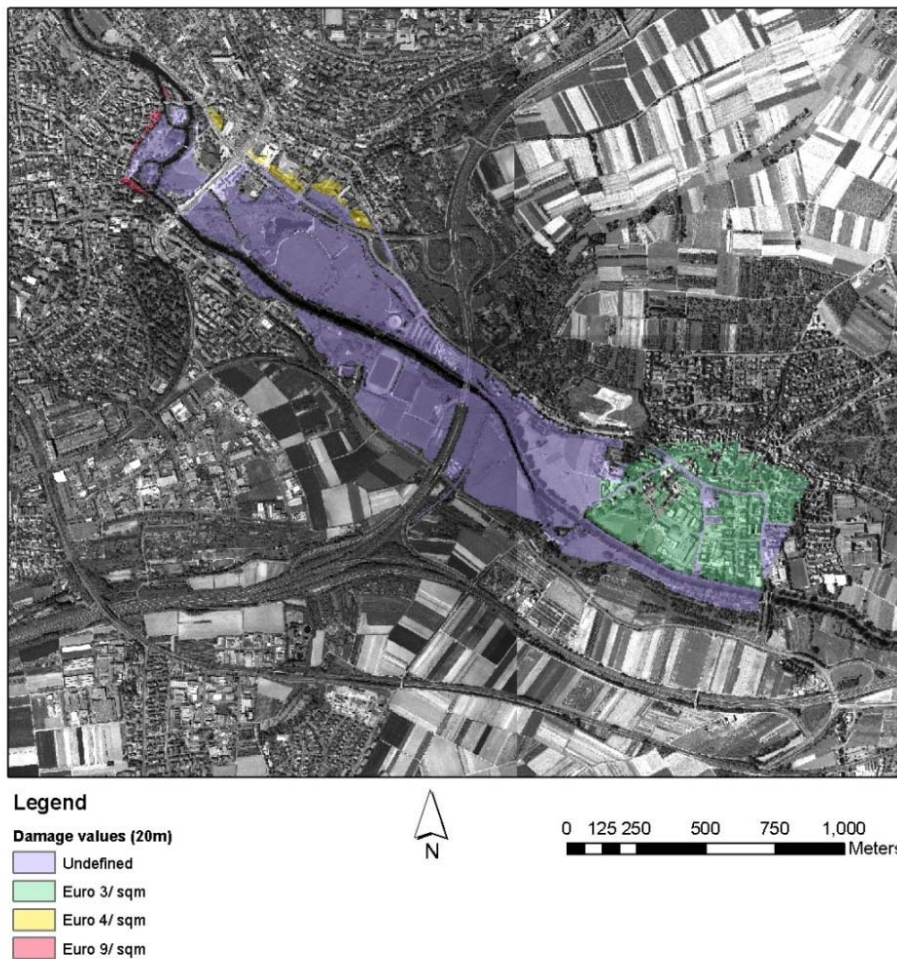 Legend
Damage values (20m)
Undefined
Euro 3/ sqm
Euro 4/ sqm
Euro 9/ sqm
N
0 125 250 500 750 1,000
Meters